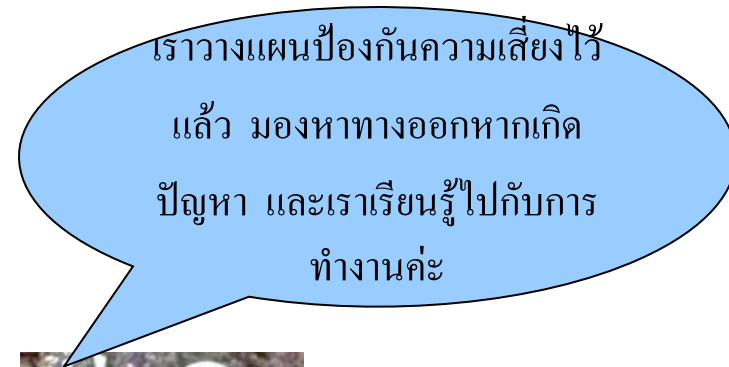 เราวางแผนป้องกันความเสี่ยงไว้
แล้ว มองหาทางออกหากเกิด
ปัญหา และเราเรียนรู้ไปกับการ
ทำงานค่ะ